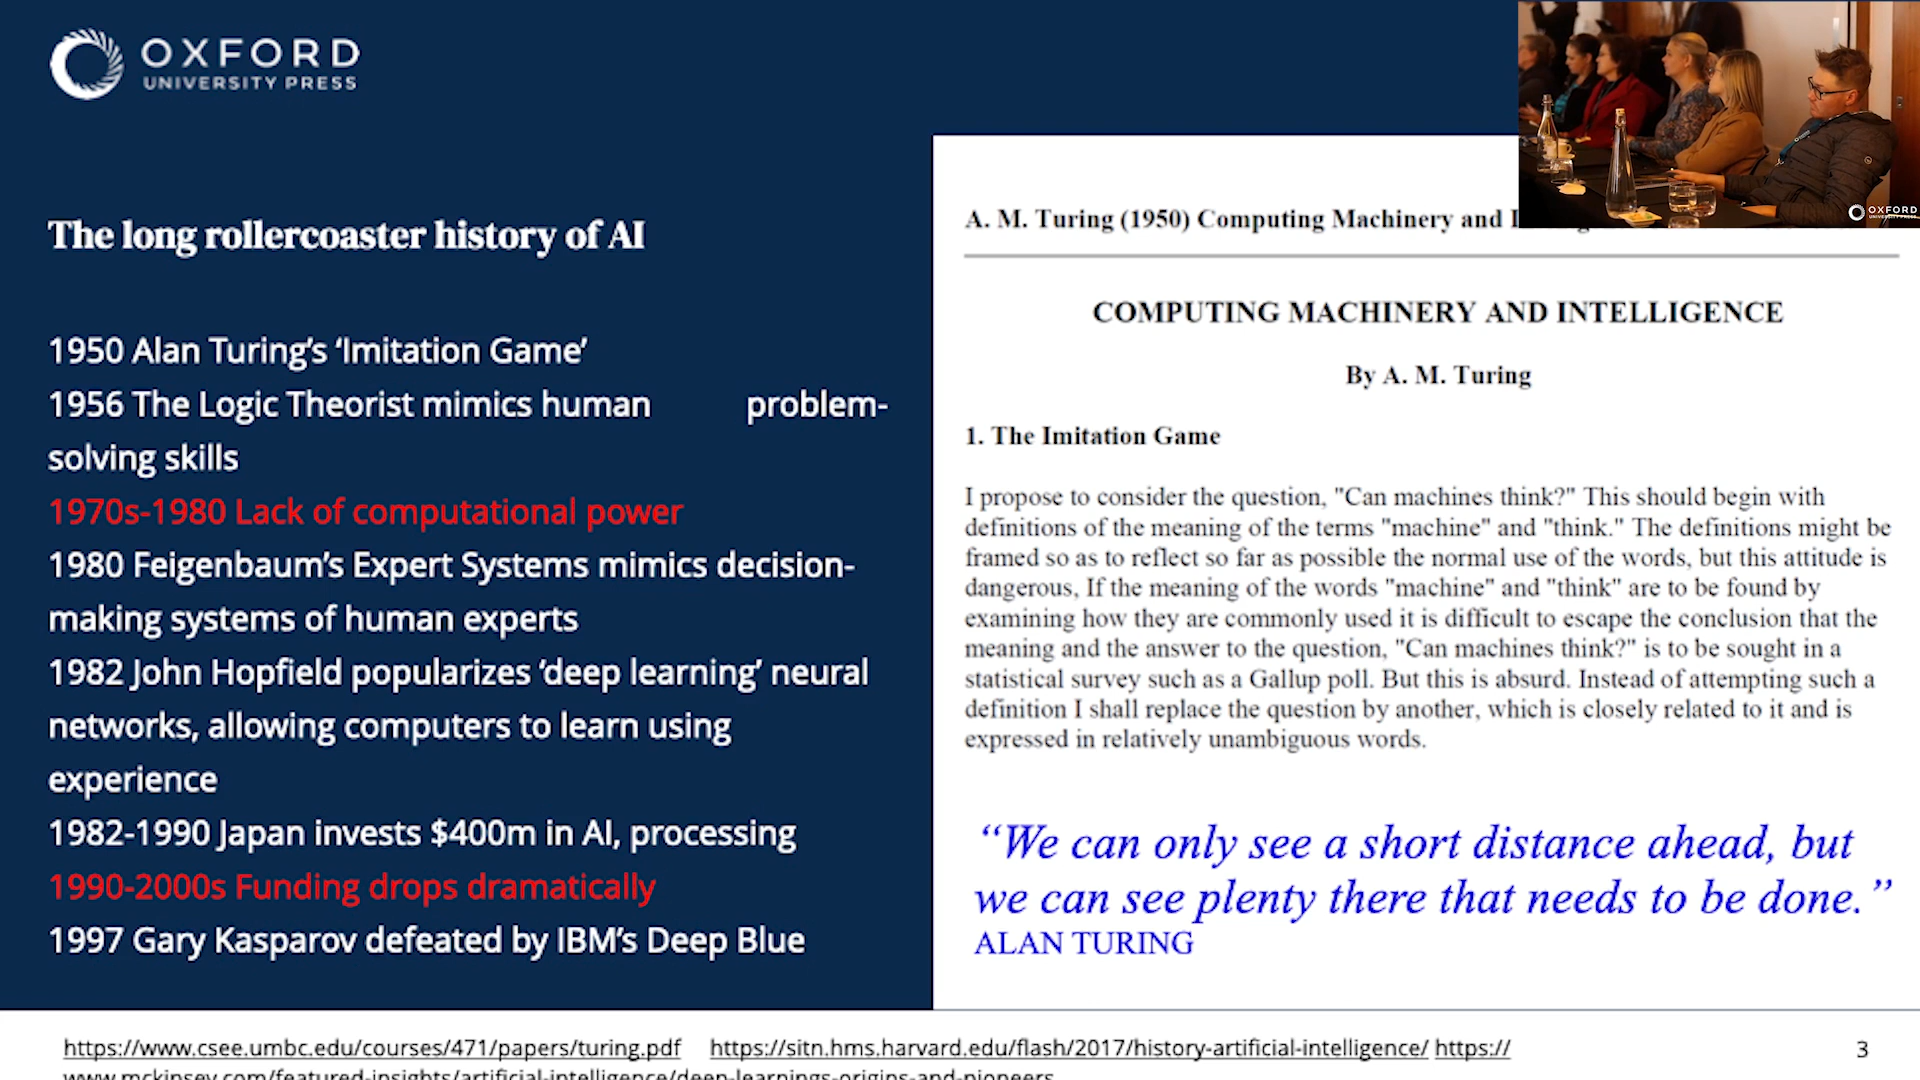 OXFORD
UNIVERSITY PRESS
The long rollercoaster history of AI
1950 Alan Turing’s ‘Imitation Game’
1956 The Logic Theorist mimics human problem-
solving skills
1970s-1980 Lack of computational power
1980 Feigenbaum’s Expert Systems mimics decision-
making systems of human experts
1982 John Hopfield popularizes ‘deep learning’ neural
networks, allowing computers to learn using
experience
1982-1990 Japan invests $400m in AI, processing
1990-2000s Funding drops dramatically
1997 Gary Kasparov defeated by IBM’s Deep Blue
A. M. Turing (1950) Computing Machinery and
COMPUTING MACHINERY AND INTELLIGENCE
By A. M. Turing
1. The Imitation Game
I propose to consider the question, "Can machines think?" This should begin with
definitions of the meaning of the terms "machine" and "think." The definitions might be
framed so as to reflect so far as possible the normal use of the words, but this attitude is
dangerous, If the meaning of the words "machine" and "think" are to be found by
examining how they are commonly used it is difficult to escape the conclusion that the
meaning and the answer to the question, "Can machines think?" is to be sought in a
statistical survey such as a Gallup poll. But this is absurd. Instead of attempting such a
definition I shall replace the question by another, which is closely related to it and is
expressed in relatively unambiguous words.
“We can only see a short distance ahead, but
we can see plenty there that needs to be done.”
ALAN TURING
https://www.csee.umbc.edu/courses/471/papers/turing.pdf https://sitn.hms.harvard.edu/flash/2017/history-artificial-intelligence/ https://
www.mckinsey.com/featured-insights/artificial-intelligence/deep-learnings-origins-and-pioneers
3
OXFORD